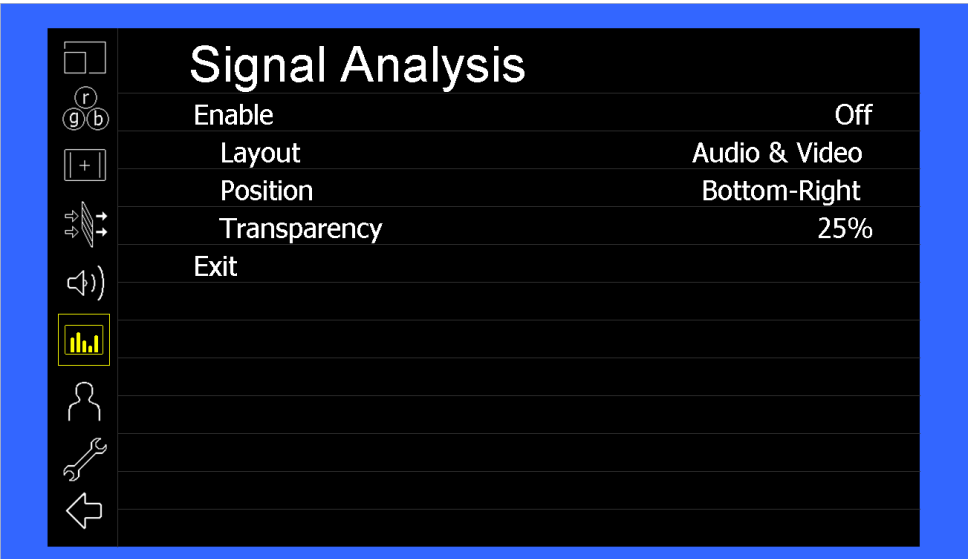 Signal Analysis
r
g b
Enable Off
Layout Audio & Video
Position Bottom-Right
Transparency 25%
Exit